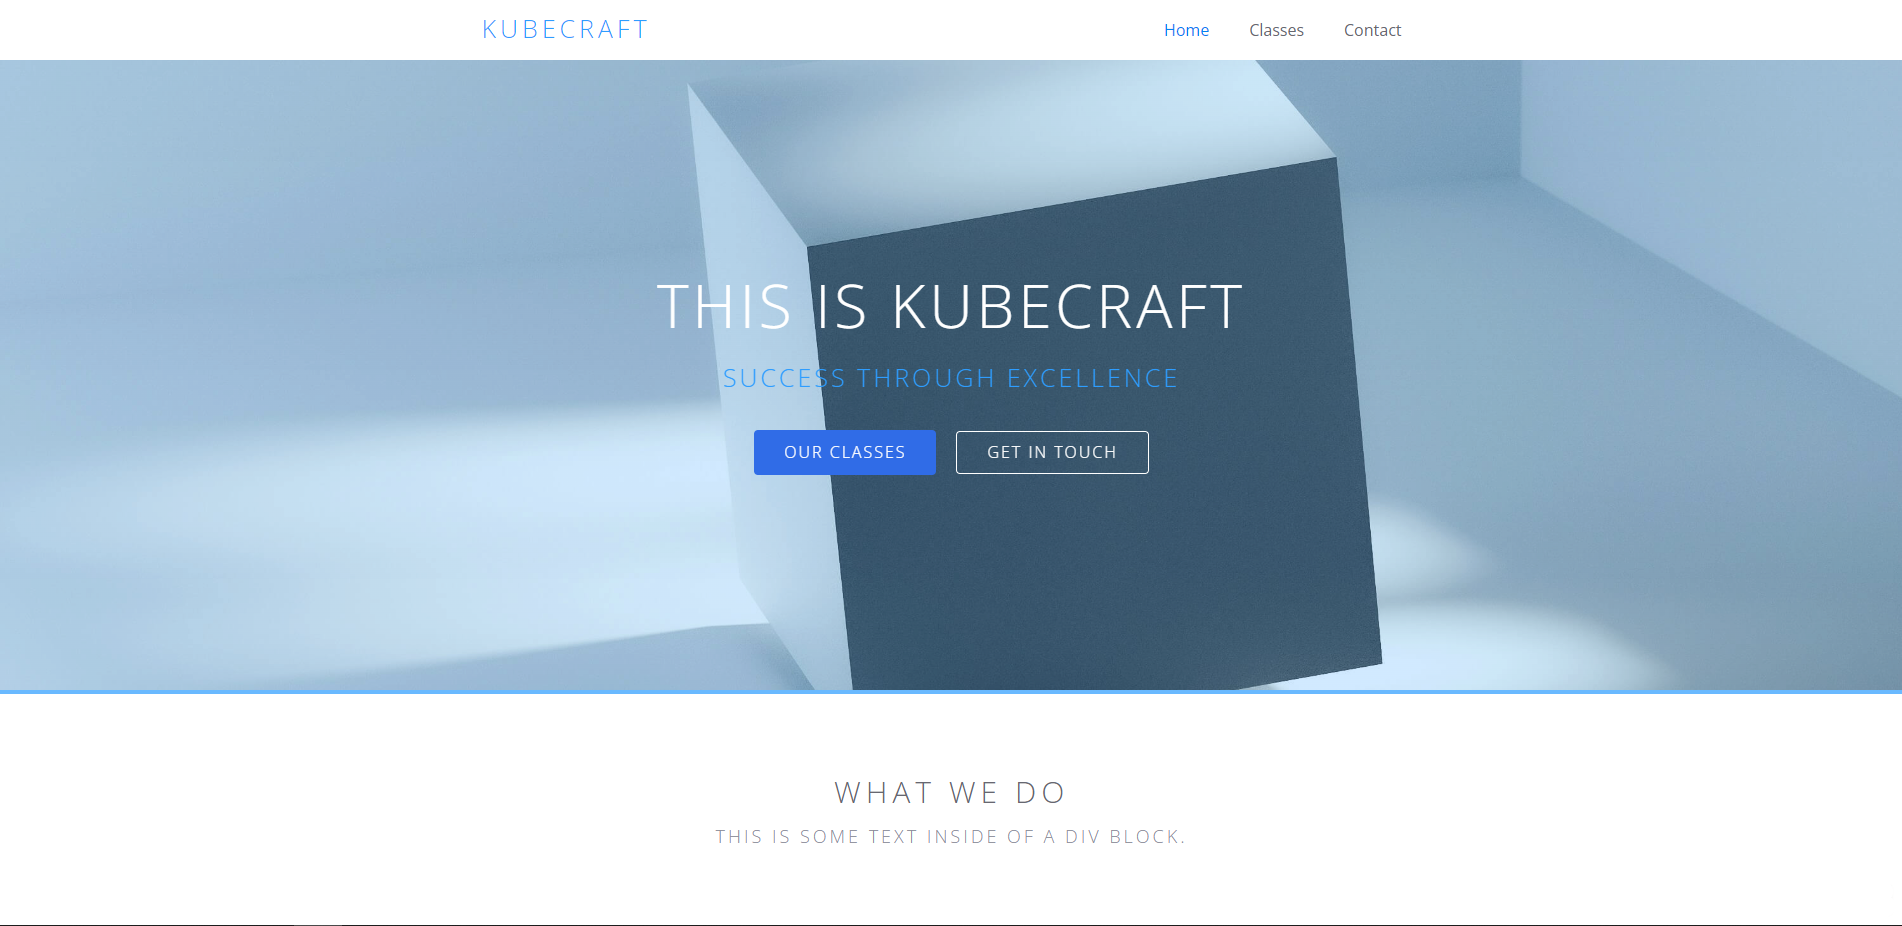 KUBECRAFT
Home Classes Contact
THIS IS KUBECRAFT
SUCCESS THROUGH EXCELLENCE
OUR CLASSES GET IN TOUCH
WHAT WE DO
THIS IS SOME TEXT INSIDE OF A DIV BLOCK.